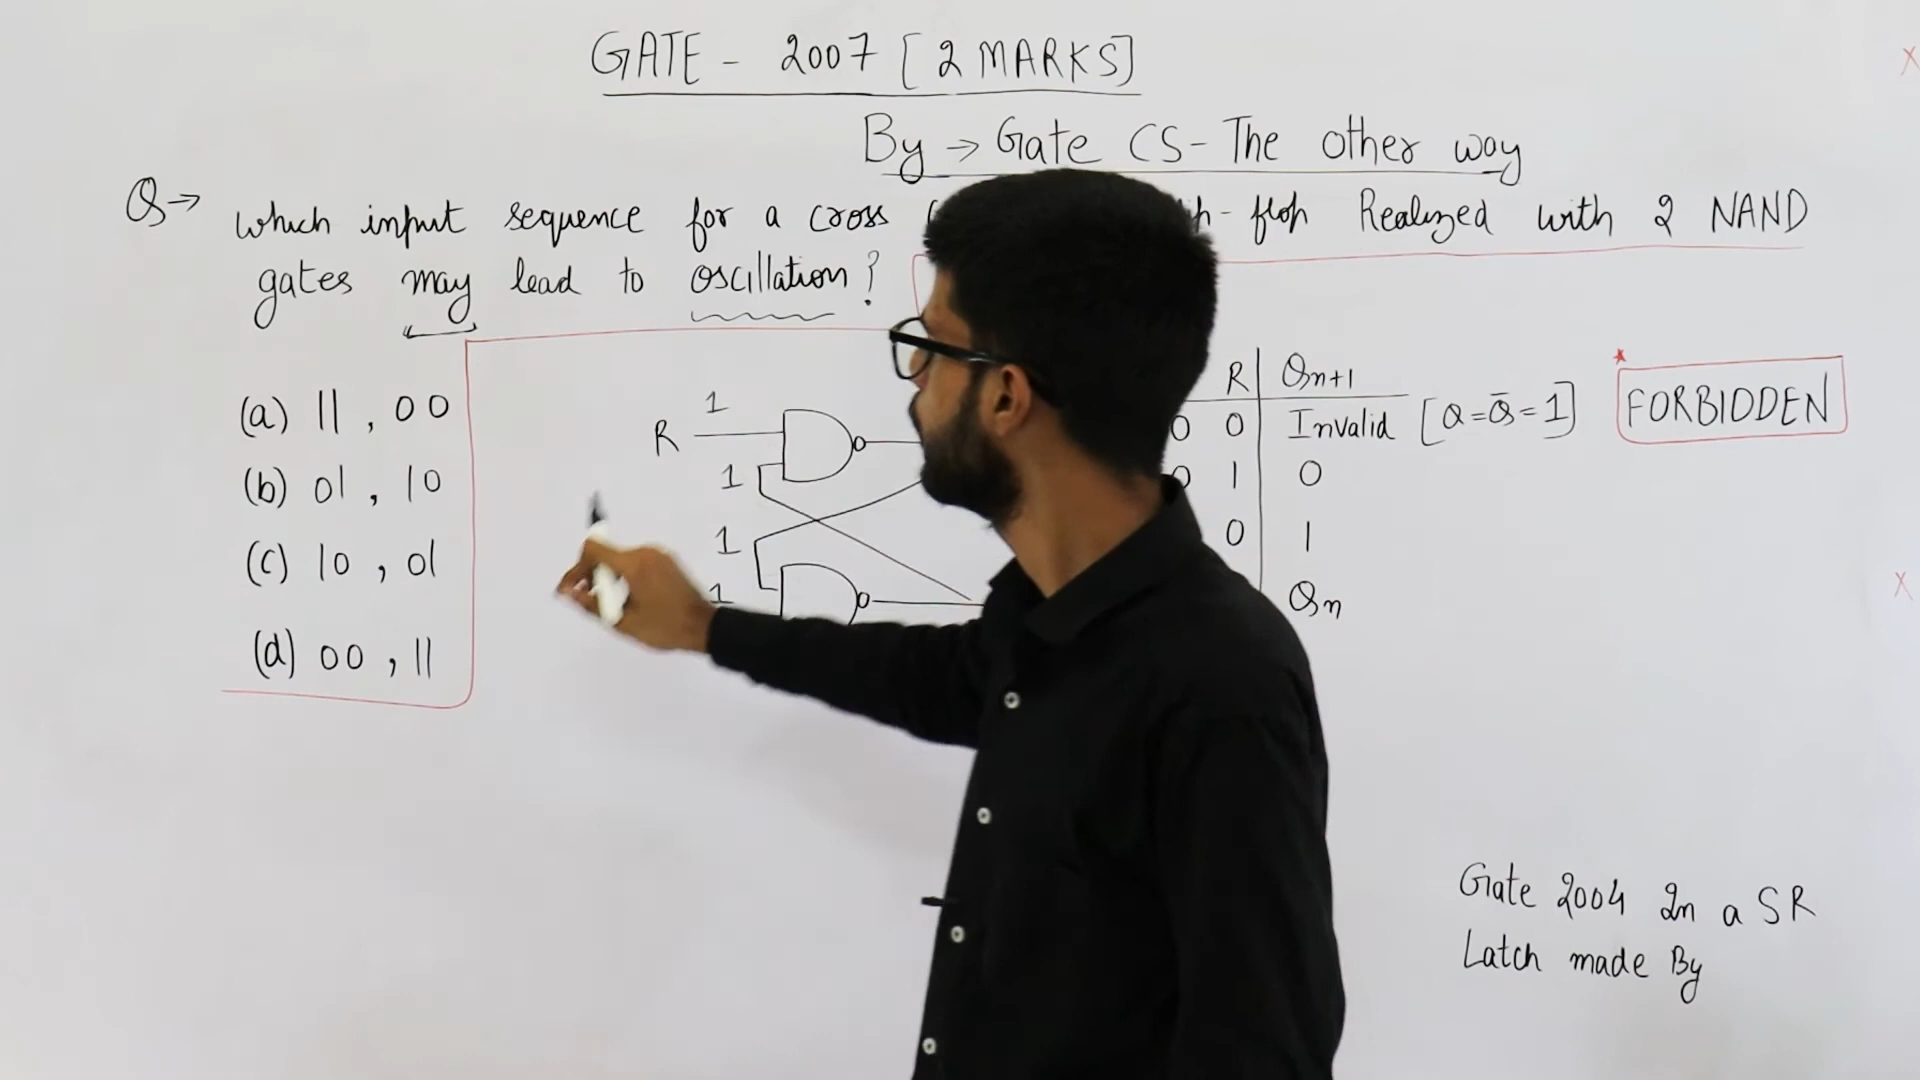 GATE - 2007 [2 MARKS]
By → Gate CS - The other way
Q→ which input sequence for a cross flop Realized with 2 NAND
gates may lead to oscillation?
(a) 11 , 00
(b) 01 , 10
(c) 10 , 01
(d) 00 , 11
R 1
1
1
1
R Qn+1
0 0 Invalid [Q = Q̄ = 1] * FORBIDDEN
0 1 0
0 1
Qn
Gate 2004 In a SR
Latch made By
X
X